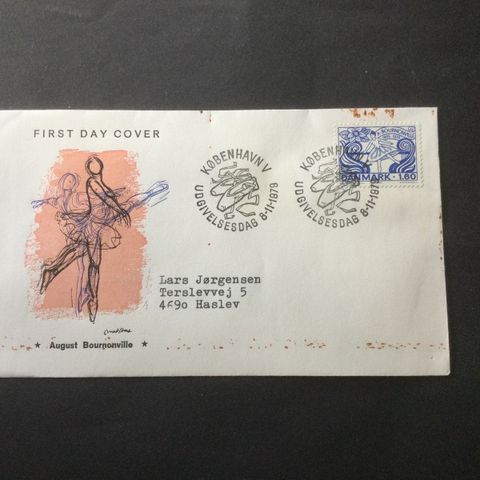 FIRST DAY COVER
KØBENHAVN V
UDGIVELSESDAG 8-11-1979
KØBENHAVN V
UDGIVELSESDAG 8-11-1979
BOURNONVILLE
DANMARK · 1.60
Lars Jørgensen
Terslevvej 5
4690 Haslev
★ August Bournonville ★